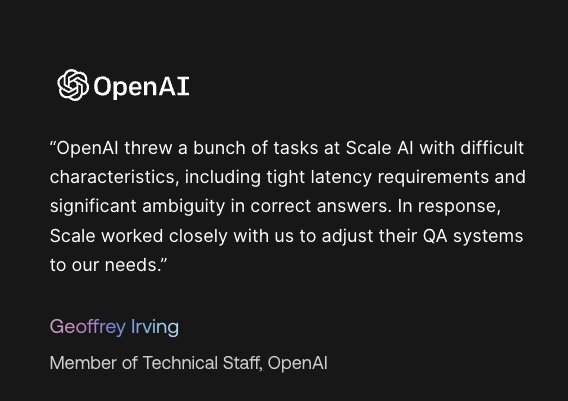 OpenAI
“OpenAI threw a bunch of tasks at Scale AI with difficult
characteristics, including tight latency requirements and
significant ambiguity in correct answers. In response,
Scale worked closely with us to adjust their QA systems
to our needs.”
Geoffrey Irving
Member of Technical Staff, OpenAI